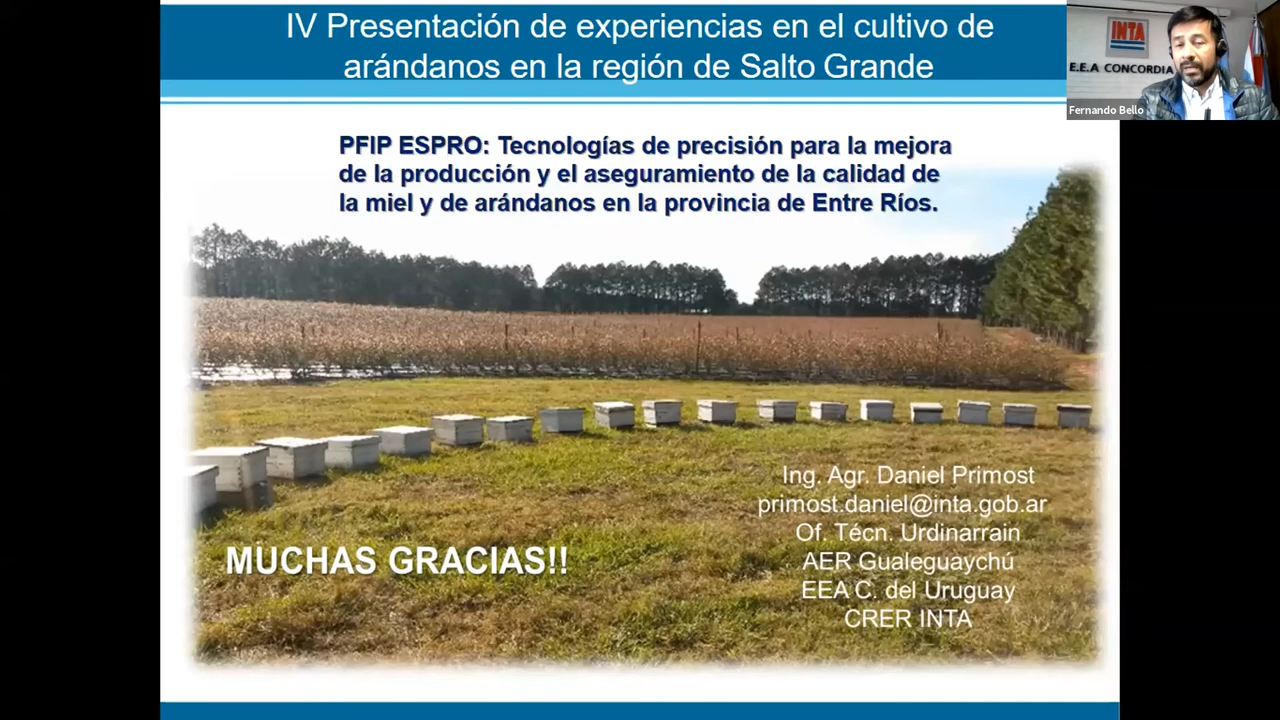 IV Presentación de experiencias en el cultivo de
arándanos en la región de Salto Grande
INTA
E.E.A CONCORDIA
Fernando Bello
PFIP ESPRO: Tecnologías de precisión para la mejora
de la producción y el aseguramiento de la calidad de
la miel y de arándanos en la provincia de Entre Ríos.
Ing. Agr. Daniel Primost
primost.daniel@inta.gob.ar
Of. Técn. Urdinarrain
AER Gualeguaychú
EEA C. del Uruguay
CRER INTA
MUCHAS GRACIAS!!